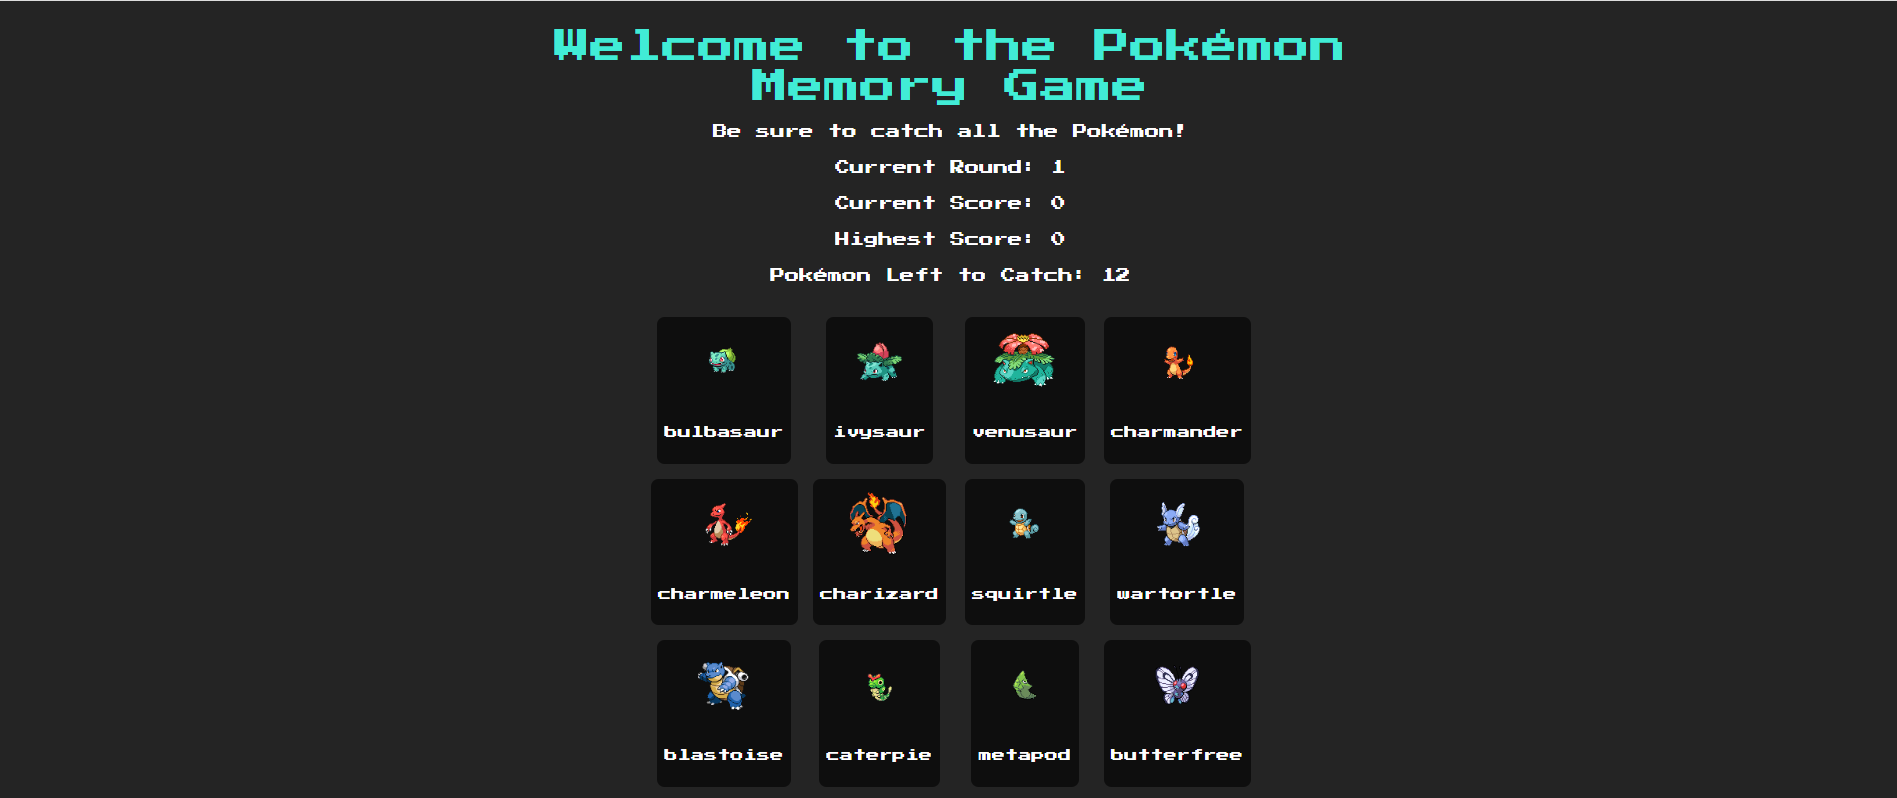 Welcome to the Pokémon
Memory Game
Be sure to catch all the Pokémon!
Current Round: 1
Current Score: 0
Highest Score: 0
Pokémon Left to Catch: 12
bulbasaur
ivysaur
venusaur
charmander
charmeleon
charizard
squirtle
wartortle
blastoise
caterpie
metapod
butterfree